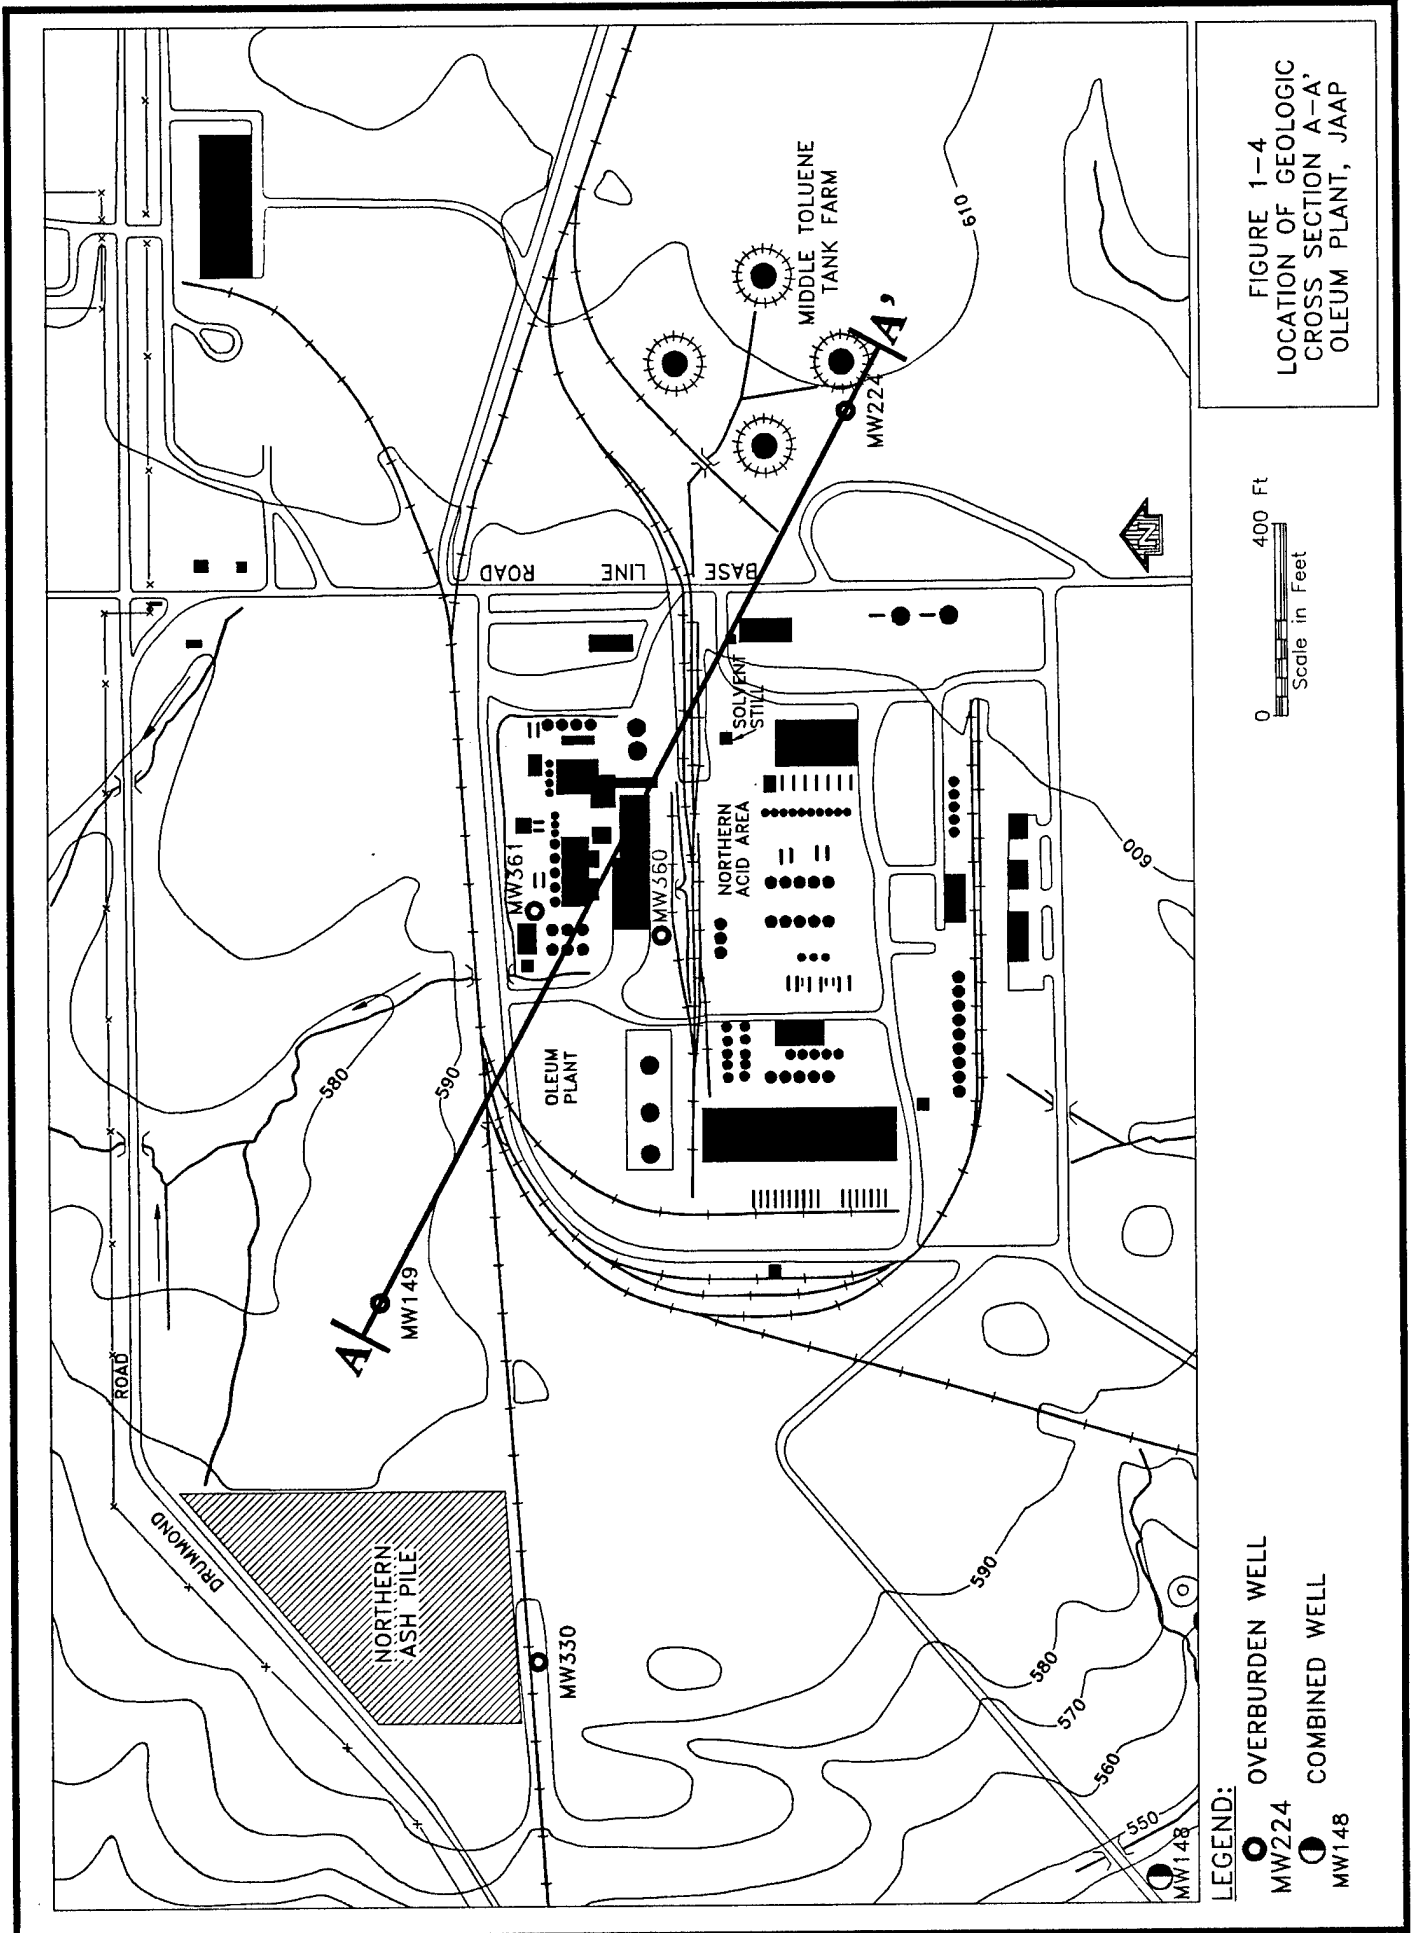 FIGURE 1-4
LOCATION OF GEOLOGIC
CROSS SECTION A-A'
OLEUM PLANT, JAAP
DRUMMOND
ROAD
NORTHERN
ASH PILE
MW330
A
MW149
580
590
OLEUM
PLANT
MW361
MW360
NORTHERN
ACID AREA
SOLVENT
STILL
BASE
LINE
ROAD
MIDDLE TOLUENE
TANK FARM
A'
MW224
610
600
N
590
580
570
560
550
MW148
LEGEND:
MW224
OVERBURDEN WELL
MW148
COMBINED WELL
0
400 Ft
Scale in Feet